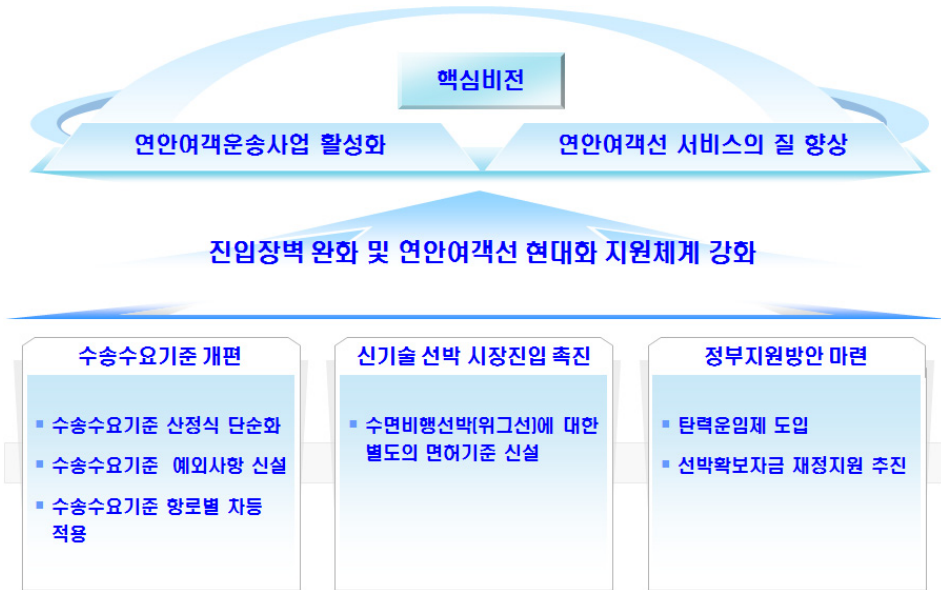 핵심비전
연안여객운송사업 활성화
연안여객선 서비스의 질 향상
진입장벽 완화 및 연안여객선 현대화 지원체계 강화
수송수요기준 개편
▪ 수송수요기준 산정식 단순화
▪ 수송수요기준 예외사항 신설
▪ 수송수요기준 항로별 차등
적용
신기술 선박 시장진입 촉진
▪ 수면비행선박(위그선)에 대한
별도의 면허기준 신설
정부지원방안 마련
▪ 탄력운임제 도입
▪ 선박확보자금 재정지원 추진